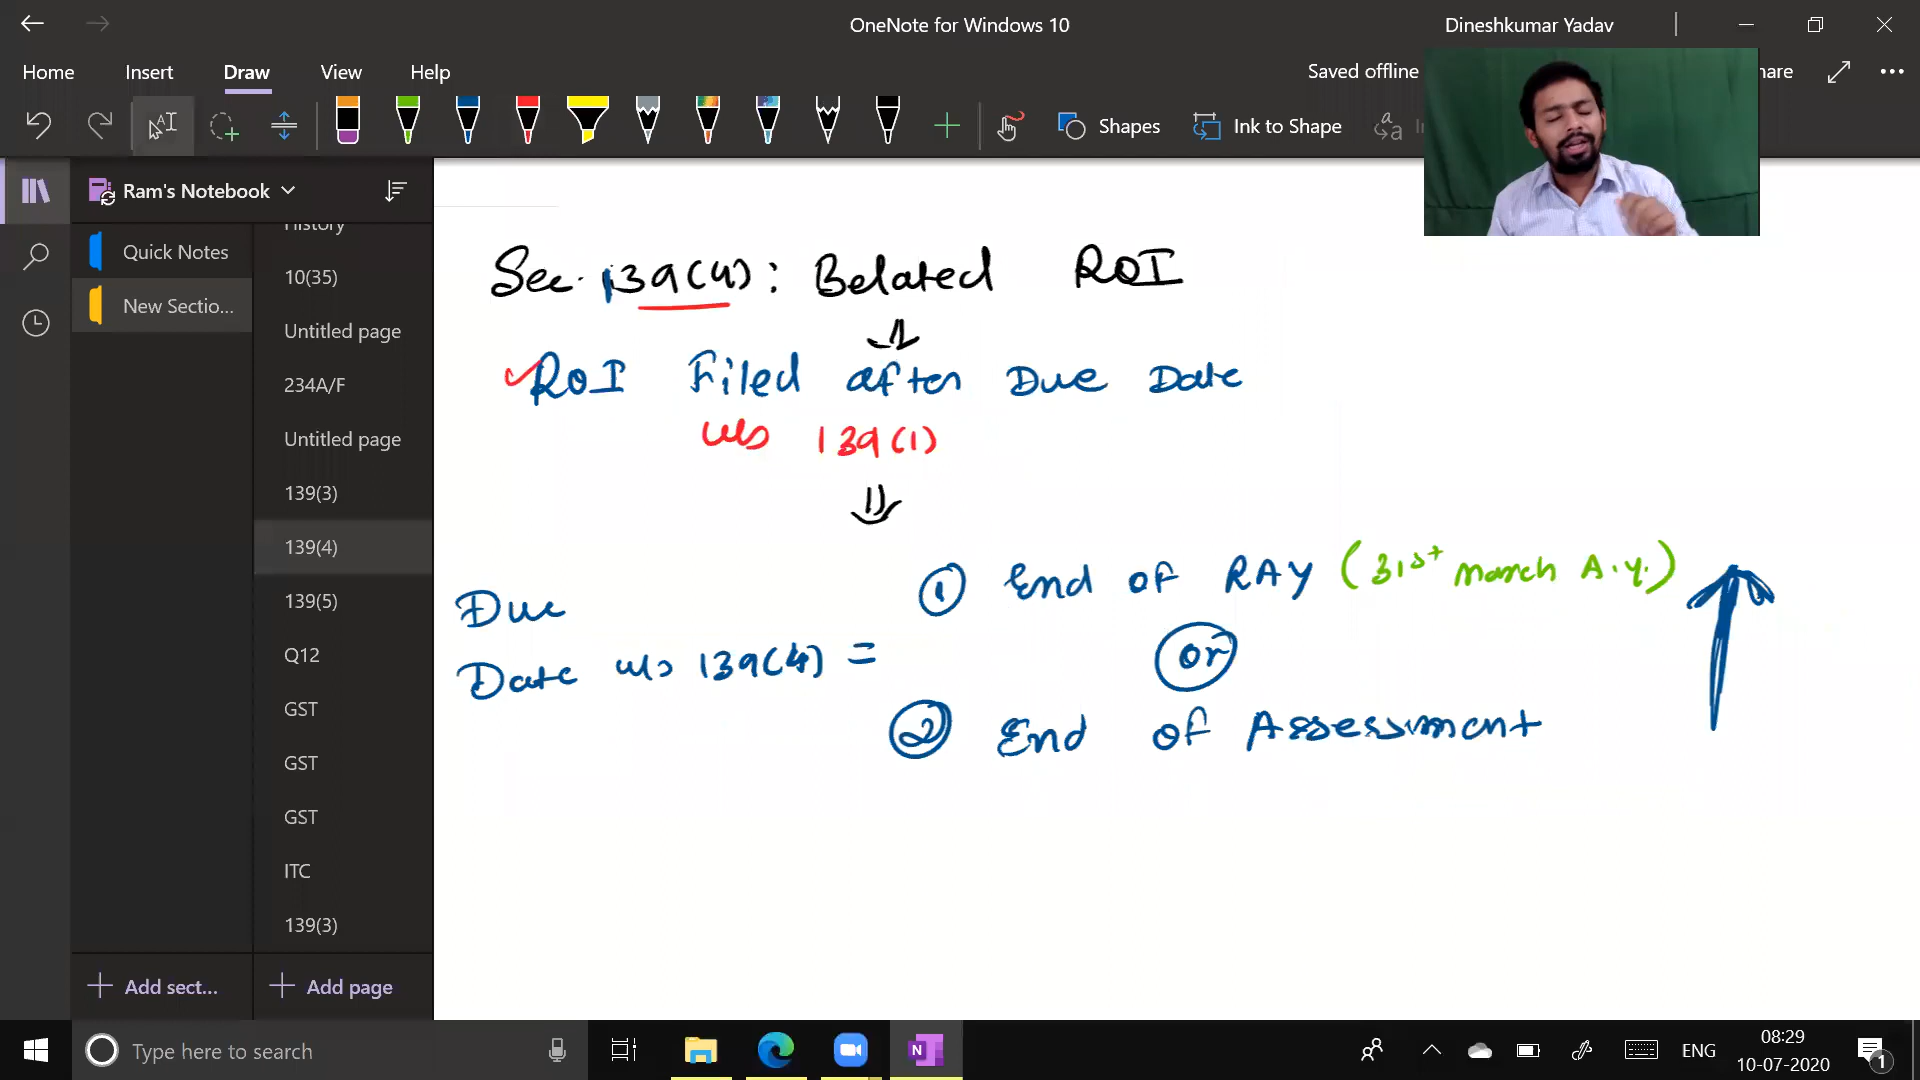 OneNote for Windows 10
Dineshkumar Yadav
Home Insert Draw View Help
Saved offline
Shapes
Ink to Shape
Ram's Notebook
Quick Notes
New Sectio...
History
10(35)
Untitled page
234A/F
Untitled page
139(3)
139(4)
139(5)
Q12
GST
GST
GST
ITC
139(3)
Add sect...
Add page
Sec. 139(4): Belated ROI
ROI Filed after Due Date
u/s 139(1)
① End of RAY (31st March A.Y.)
Due
Date u/s 139(4) =
or
② End of Assessment
Type here to search
ENG
08:29
10-07-2020
1